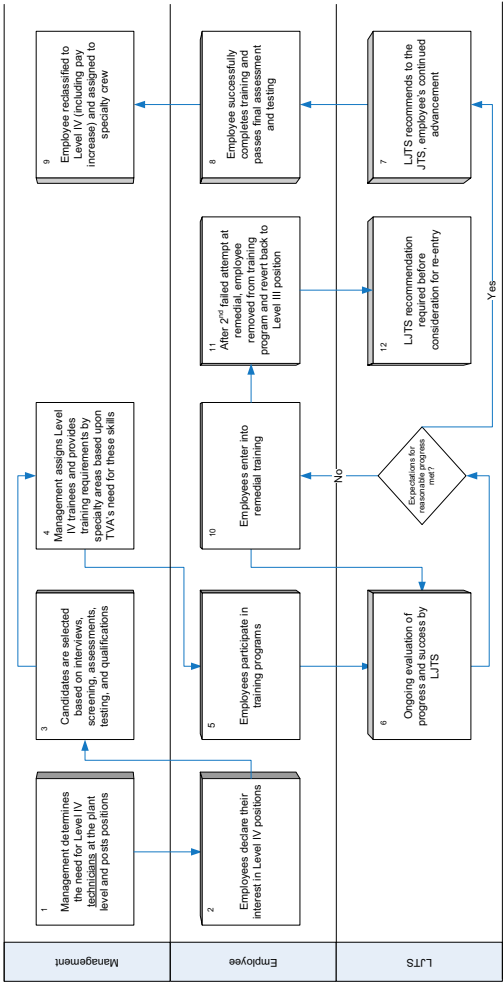 Management
1
Management determines
the need for Level IV
technicians at the plant
level and posts positions
3
Candidates are selected
based on interviews,
screening, assessments,
testing, and qualifications
4
Management assigns Level
IV trainees and provides
training requirements by
specialty areas based upon
TVA's need for these skills
9
Employee reclassified to
Level IV (including pay
increase) and assigned to
specialty crew
Employee
2
Employees declare their
interest in Level IV positions
5
Employees participate in
training programs
10
Employees enter into
remedial training
11
After 2nd failed attempt at
remedial, employee
removed from training
program and revert back to
Level III position
8
Employee successfully
completes training and
passes final assessment
and testing
LJTS
6
Ongoing evaluation of
progress and success by
LJTS
No
Expectations for
reasonable progress
met?
12
LJTS recommendation
required before
consideration for re-entry
7
LJTS recommends to the
JTS, employee's continued
advancement
Yes